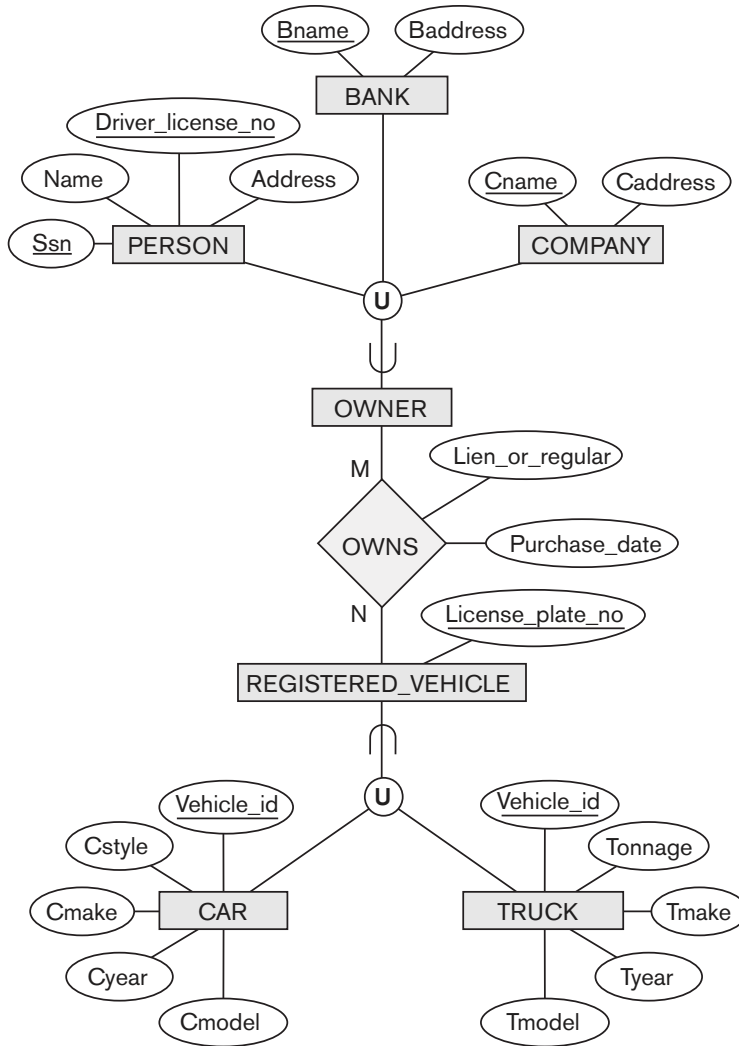 Bname
Baddress
BANK
Driver_license_no
Name
Address
Cname
Caddress
Ssn
PERSON
COMPANY
U
OWNER
M
Lien_or_regular
OWNS
Purchase_date
N
License_plate_no
REGISTERED_VEHICLE
U
Vehicle_id
Vehicle_id
Cstyle
Tonnage
Cmake
CAR
TRUCK
Tmake
Cyear
Tyear
Cmodel
Tmodel